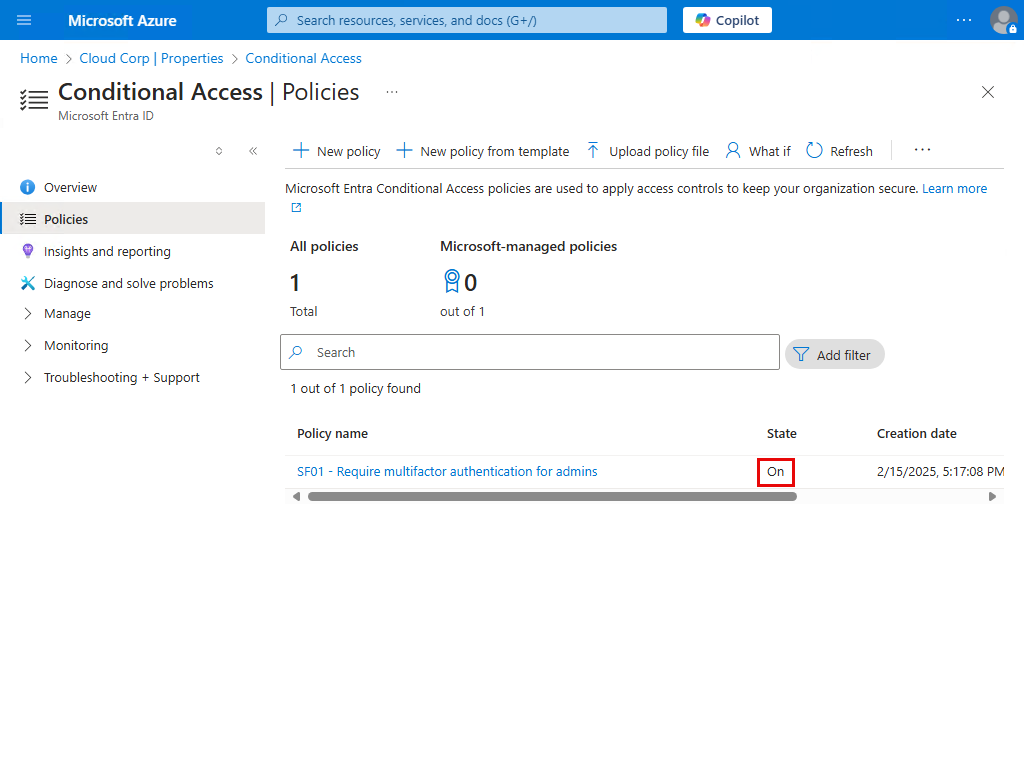 Microsoft Azure
Search resources, services, and docs (G+/)
Copilot
Home > Cloud Corp | Properties > Conditional Access
Conditional Access | Policies
Microsoft Entra ID
New policy
New policy from template
Upload policy file
What if
Refresh
Overview
Policies
Insights and reporting
Diagnose and solve problems
Manage
Monitoring
Troubleshooting + Support
Microsoft Entra Conditional Access policies are used to apply access controls to keep your organization secure. Learn more
All policies
1
Total
Microsoft-managed policies
0
out of 1
Search
Add filter
1 out of 1 policy found
Policy name State Creation date
SF01 - Require multifactor authentication for admins On 2/15/2025, 5:17:08 PM